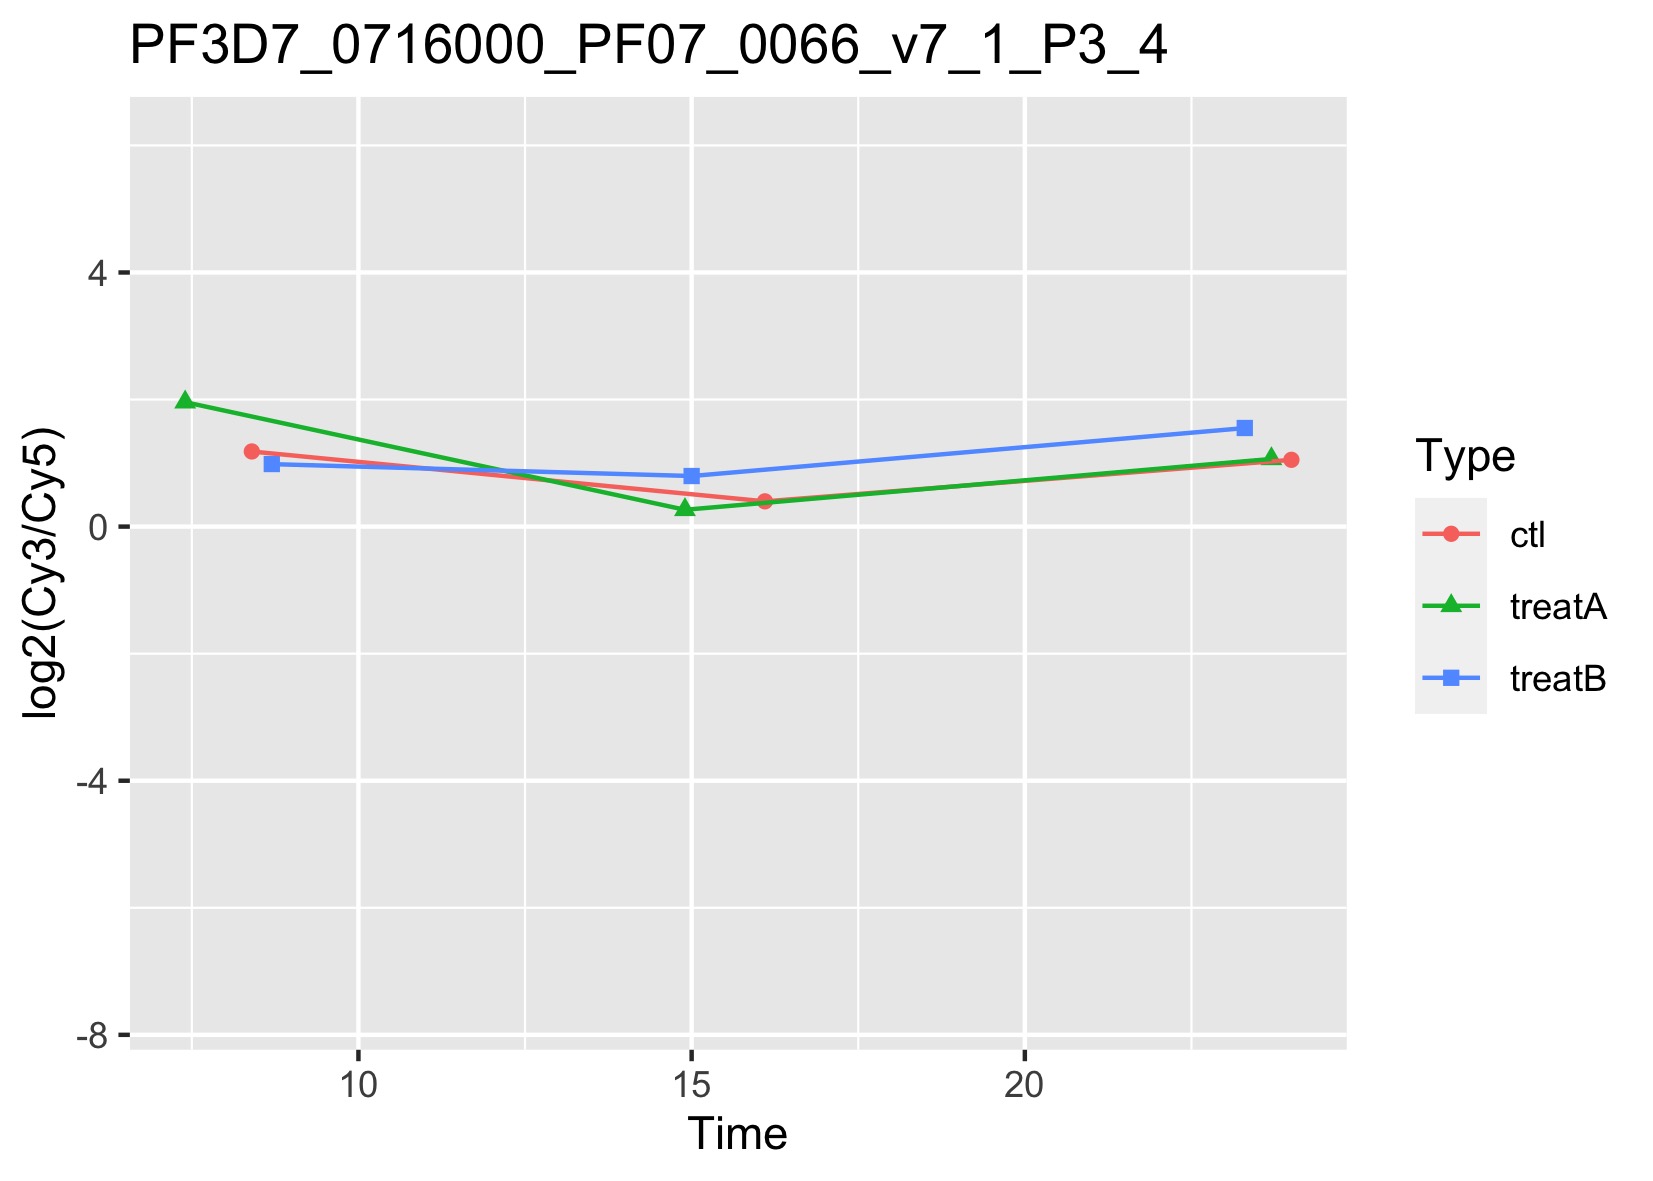 PF3D7_0716000_PF07_0066_v7_1_P3_4
log2(Cy3/Cy5)
4
0
-4
-8
10 15 20
Time
Type
ctl
treatA
treatB